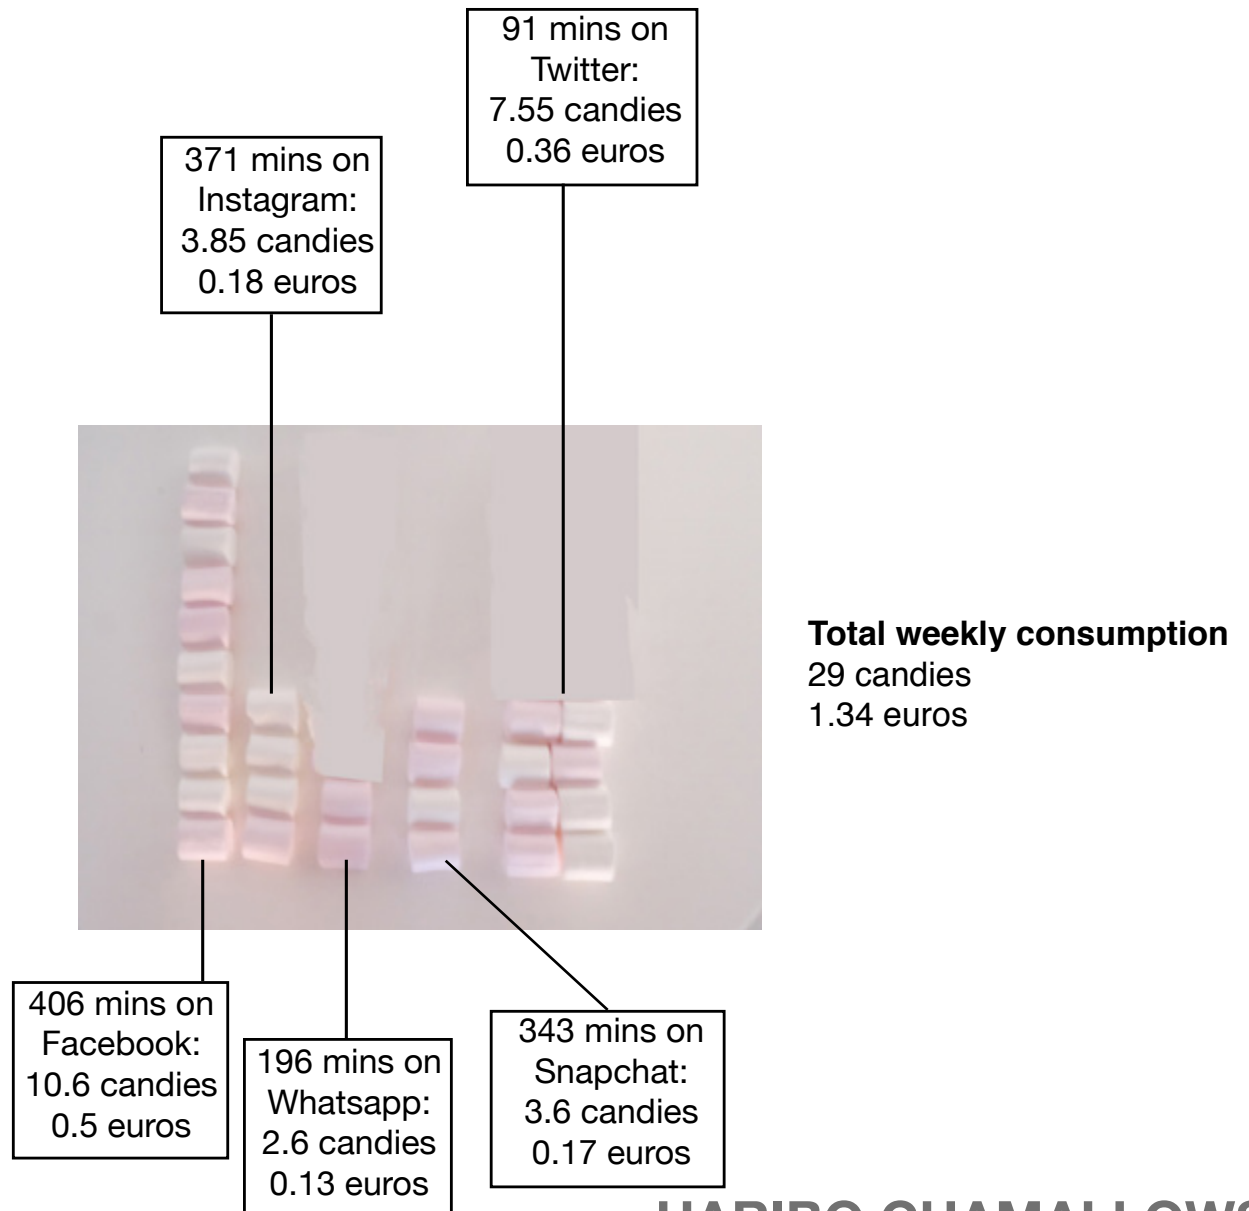 91 mins on
Twitter:
7.55 candies
0.36 euros
371 mins on
Instagram:
3.85 candies
0.18 euros
Total weekly consumption
29 candies
1.34 euros
406 mins on
Facebook:
10.6 candies
0.5 euros
196 mins on
Whatsapp:
2.6 candies
0.13 euros
343 mins on
Snapchat:
3.6 candies
0.17 euros
HARIBO CHAMALLOWS